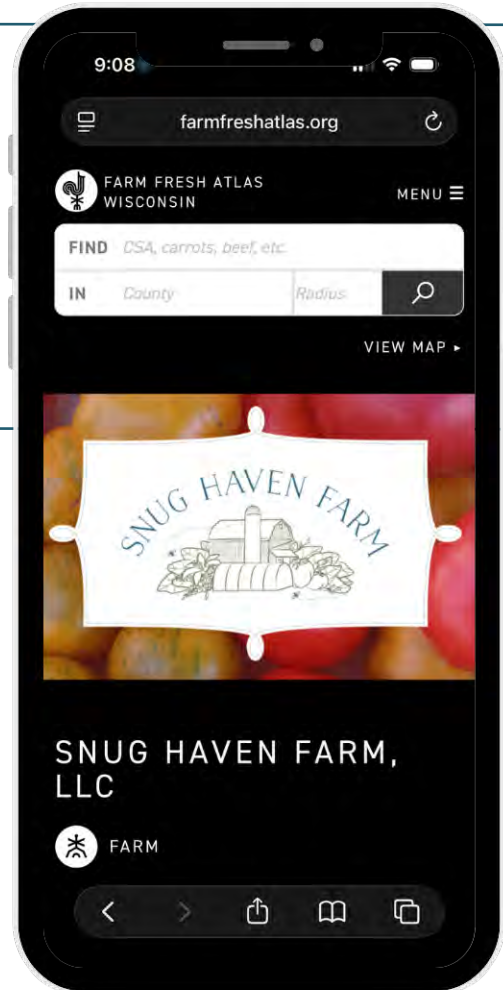 9:08
farmfreshatlas.org
FARM FRESH ATLAS
WISCONSIN
MENU
FIND CSA, carrots, beef, etc.
IN County Radius
VIEW MAP ▸
SNUG HAVEN FARM
SNUG HAVEN FARM,
LLC
FARM